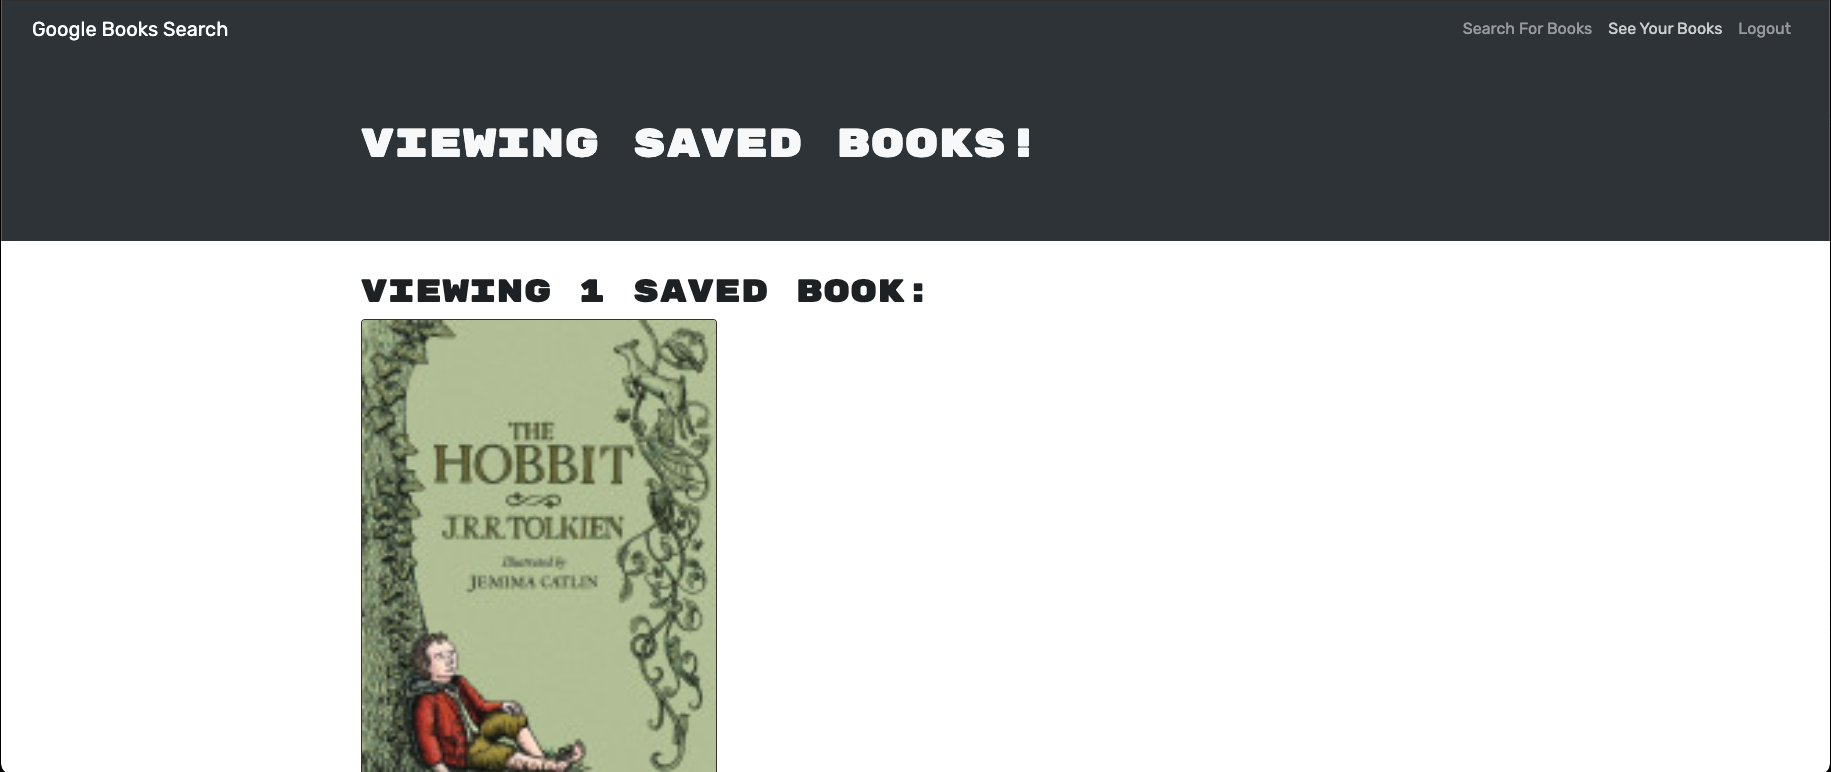 Google Books Search
Search For Books See Your Books Logout
VIEWING SAVED BOOKS!
VIEWING 1 SAVED BOOK:
THE
HOBBIT
J.R.R. TOLKIEN
Illustrated by
JEMIMA CATLIN